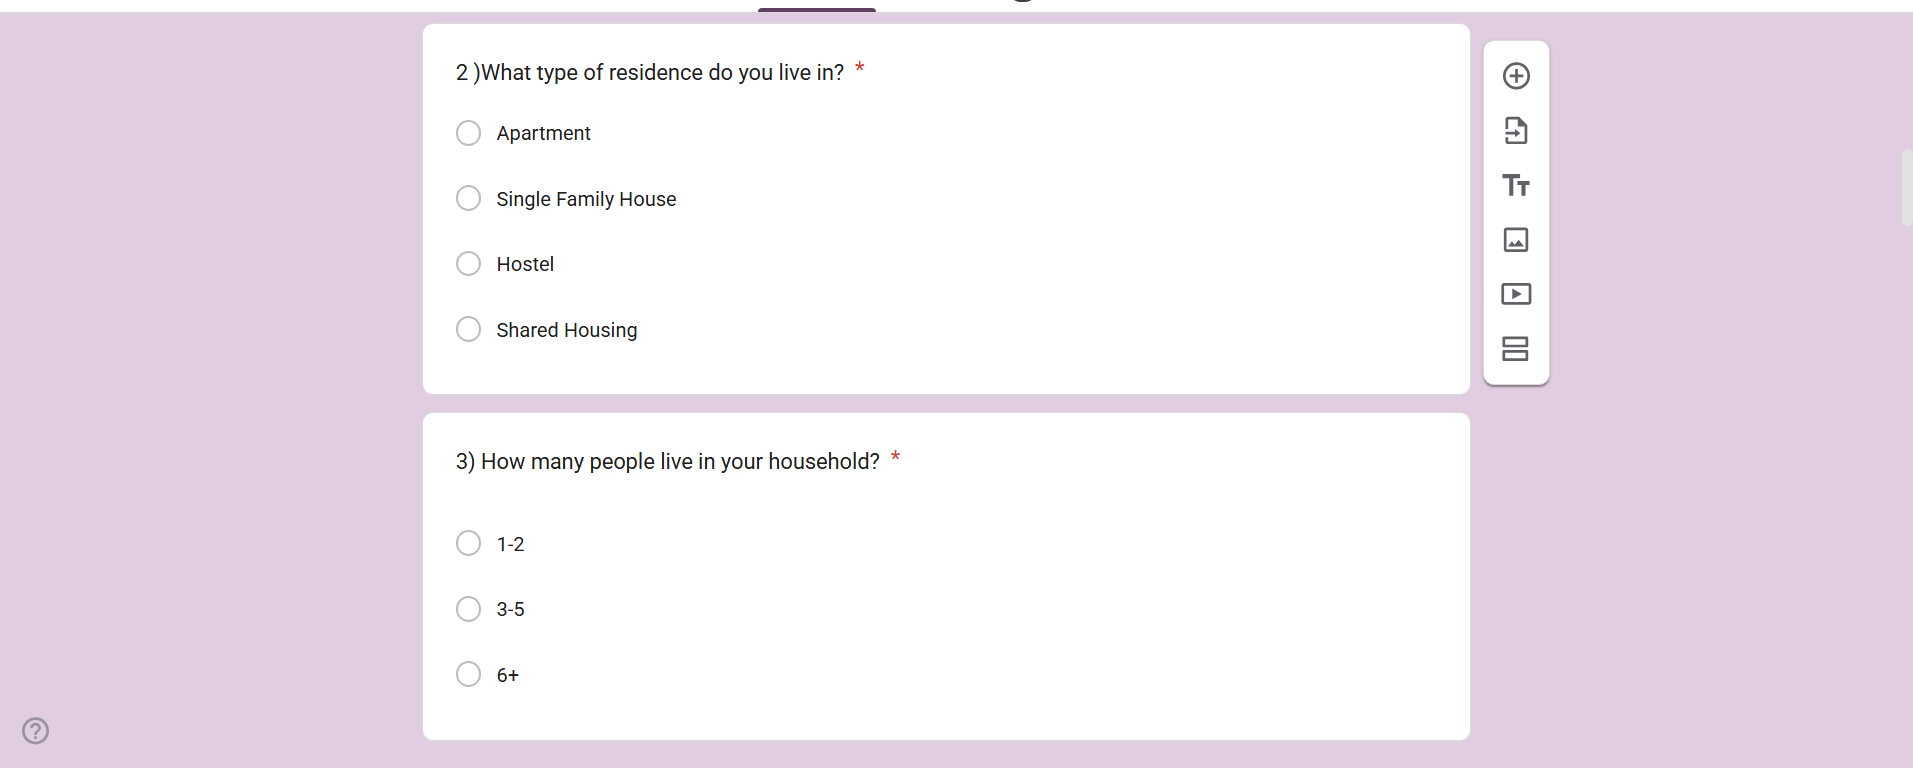 2 )What type of residence do you live in? *
Apartment
Single Family House
Hostel
Shared Housing
3) How many people live in your household? *
1-2
3-5
6+